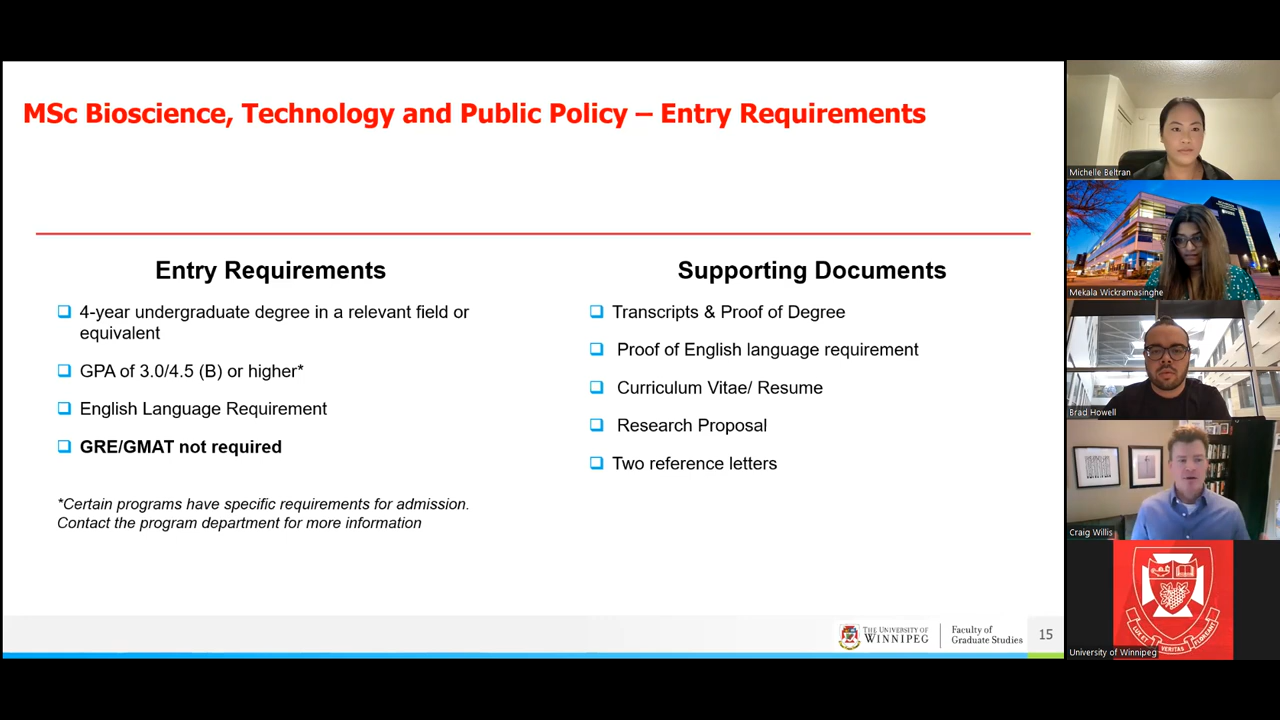 MSc Bioscience, Technology and Public Policy – Entry Requirements
Entry Requirements
4-year undergraduate degree in a relevant field or
equivalent
GPA of 3.0/4.5 (B) or higher*
English Language Requirement
GRE/GMAT not required
*Certain programs have specific requirements for admission.
Contact the program department for more information
Supporting Documents
Transcripts & Proof of Degree
Proof of English language requirement
Curriculum Vitae/ Resume
Research Proposal
Two reference letters
THE UNIVERSITY OF
WINNIPEG
Faculty of
Graduate Studies
15
Michelle Beltran
Mekala Wickramasinghe
Brad Howell
Craig Willis
LUX ET VERITAS FLOREANT
University of Winnipeg